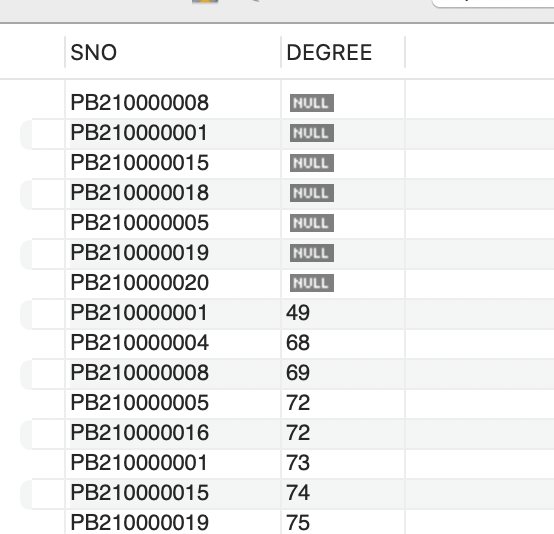 SNO DEGREE
PB210000008 NULL
PB210000001 NULL
PB210000015 NULL
PB210000018 NULL
PB210000005 NULL
PB210000019 NULL
PB210000020 NULL
PB210000001 49
PB210000004 68
PB210000008 69
PB210000005 72
PB210000016 72
PB210000001 73
PB210000015 74
PB210000019 75